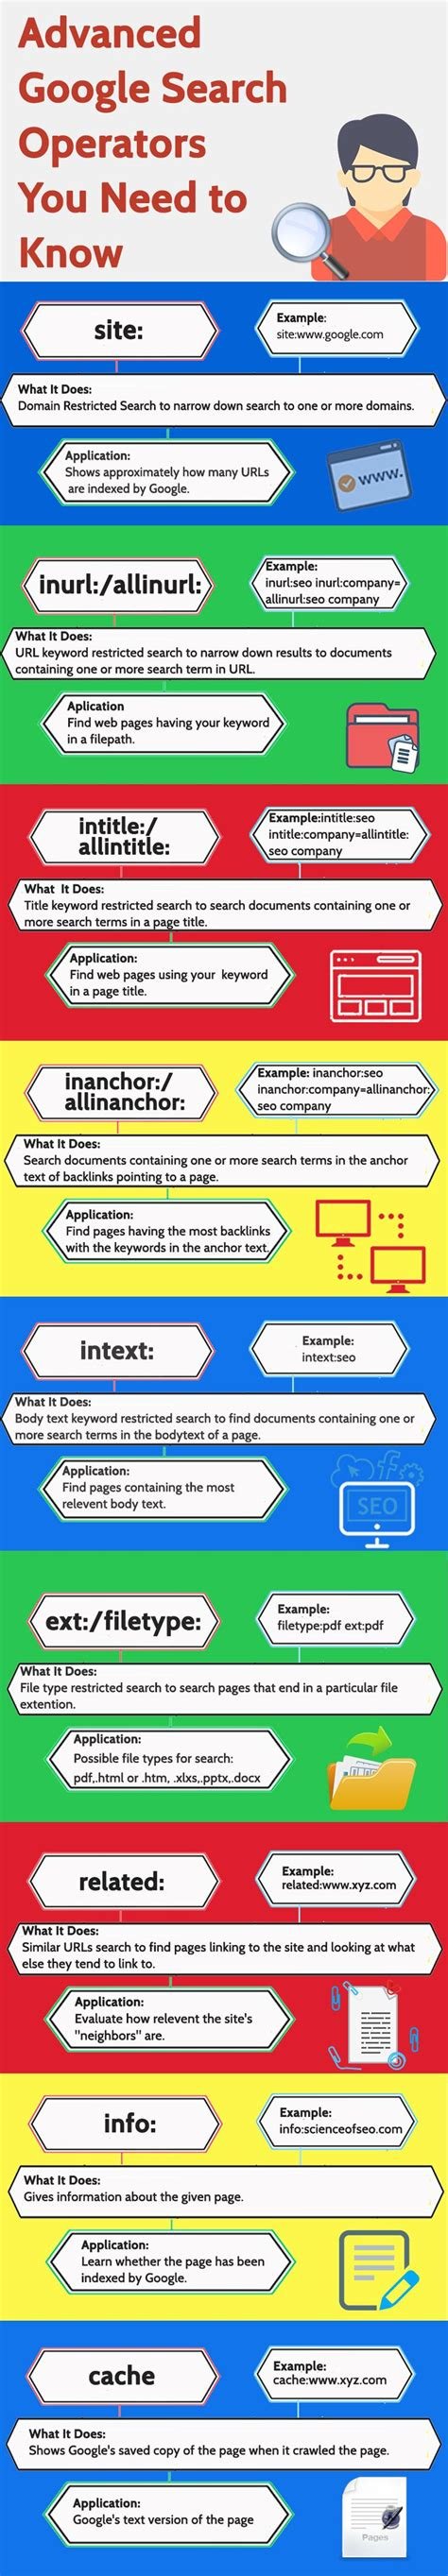 Advanced
Google Search
Operators
You Need to
Know
site:
Example:
site:www.google.com
What It Does:
Domain Restricted Search to narrow down search to one or more domains.
Application:
Shows approximately how many URLs
are indexed by Google.
www.
inurl:/allinurl:
Example:
inurl:seo inurl:company=
allinurl:seo company
What It Does:
URL keyword restricted search to narrow down results to documents
containing one or more search term in URL.
Aplication
Find web pages having your keyword
in a filepath.
intitle:/
allintitle:
Example:intitle:seo
intitle:company=allintitle:
seo company
What It Does:
Title keyword restricted search to search documents containing one or
more search terms in a page title.
Application:
Find web pages using your keyword
in a page title.
inanchor:/
allinanchor:
Example: inanchor:seo
inanchor:company=allinanchor:
seo company
What It Does:
Search documents containing one or more search terms in the anchor
text of backlinks pointing to a page.
Application:
Find pages having the most backlinks
with the keywords in the anchor text.
intext:
Example:
intext:seo
What It Does:
Body text keyword restricted search to find documents containing one or
more search terms in the bodytext of a page.
Application:
Find pages containing the most
relevent body text.
SEO
ext:/filetype:
Example:
filetype:pdf ext:pdf
What It Does:
File type restricted search to search pages that end in a particular file
extention.
Application:
Possible file types for search:
pdf,.html or .htm, .xlxs,.pptx,.docx
related:
Example:
related:www.xyz.com
What It Does:
Similar URLs search to find pages linking to the site and looking at what
else they tend to link to.
Application:
Evaluate how relevent the site's
"neighbors" are.
info:
Example:
info:scienceofseo.com
What It Does:
Gives information about the given page.
Application:
Learn whether the page has been
indexed by Google.
cache
Example:
cache:www.xyz.com
What It Does:
Shows Google's saved copy of the page when it crawled the page.
Application:
Google's text version of the page
Pages